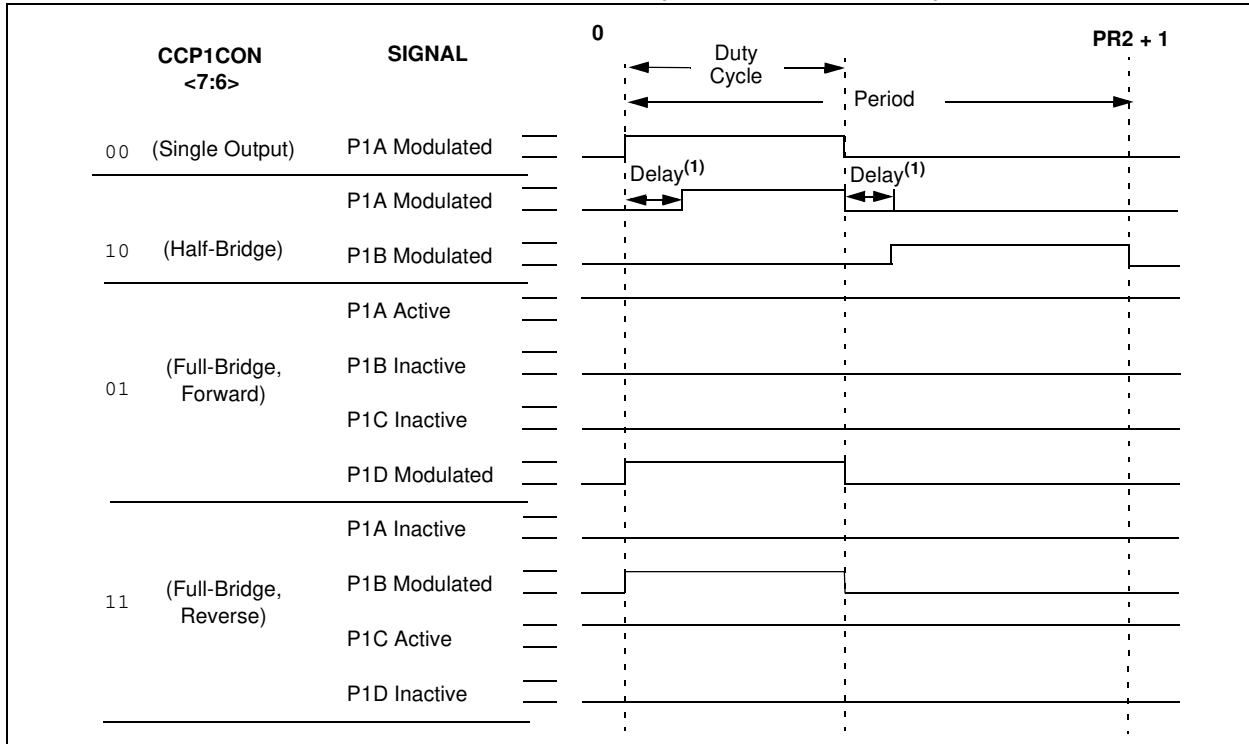 CCP1CON
<7:6>
SIGNAL
0
PR2 + 1
Duty
Cycle
Period
00 (Single Output) P1A Modulated
Delay(1)
Delay(1)
P1A Modulated
10 (Half-Bridge) P1B Modulated
P1A Active
P1B Inactive
01 (Full-Bridge,
Forward)
P1C Inactive
P1D Modulated
P1A Inactive
P1B Modulated
11 (Full-Bridge,
Reverse)
P1C Active
P1D Inactive